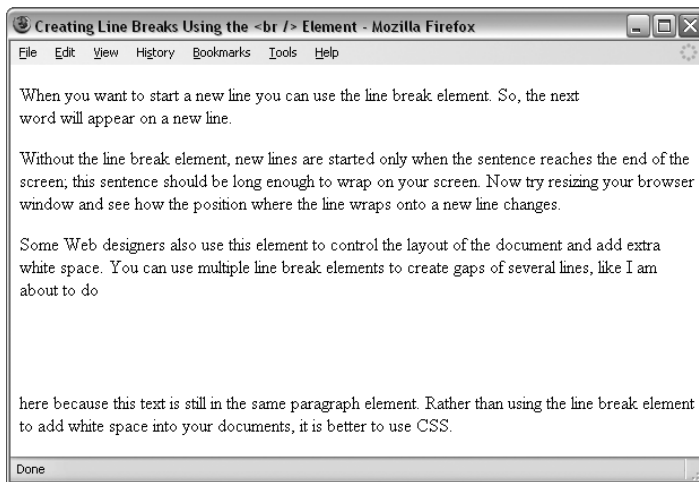 Creating Line Breaks Using the <br /> Element - Mozilla Firefox
File Edit View History Bookmarks Tools Help
When you want to start a new line you can use the line break element. So, the next
word will appear on a new line.
Without the line break element, new lines are started only when the sentence reaches the end of the
screen; this sentence should be long enough to wrap on your screen. Now try resizing your browser
window and see how the position where the line wraps onto a new line changes.
Some Web designers also use this element to control the layout of the document and add extra
white space. You can use multiple line break elements to create gaps of several lines, like I am
about to do
here because this text is still in the same paragraph element. Rather than using the line break element
to add white space into your documents, it is better to use CSS.
Done